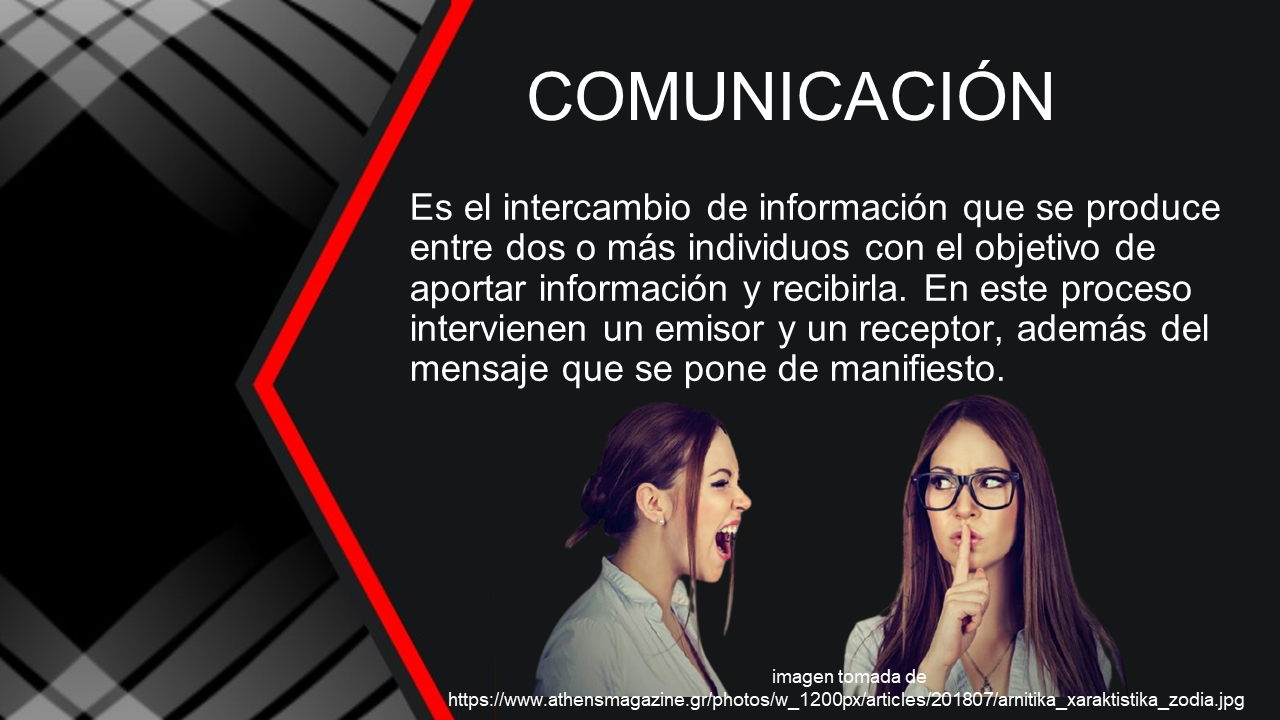 COMUNICACIÓN
Es el intercambio de información que se produce
entre dos o más individuos con el objetivo de
aportar información y recibirla. En este proceso
intervienen un emisor y un receptor, además del
mensaje que se pone de manifiesto.
imagen tomada de
https://www.athensmagazine.gr/photos/w_1200px/articles/201807/arnitika_xaraktistika_zodia.jpg